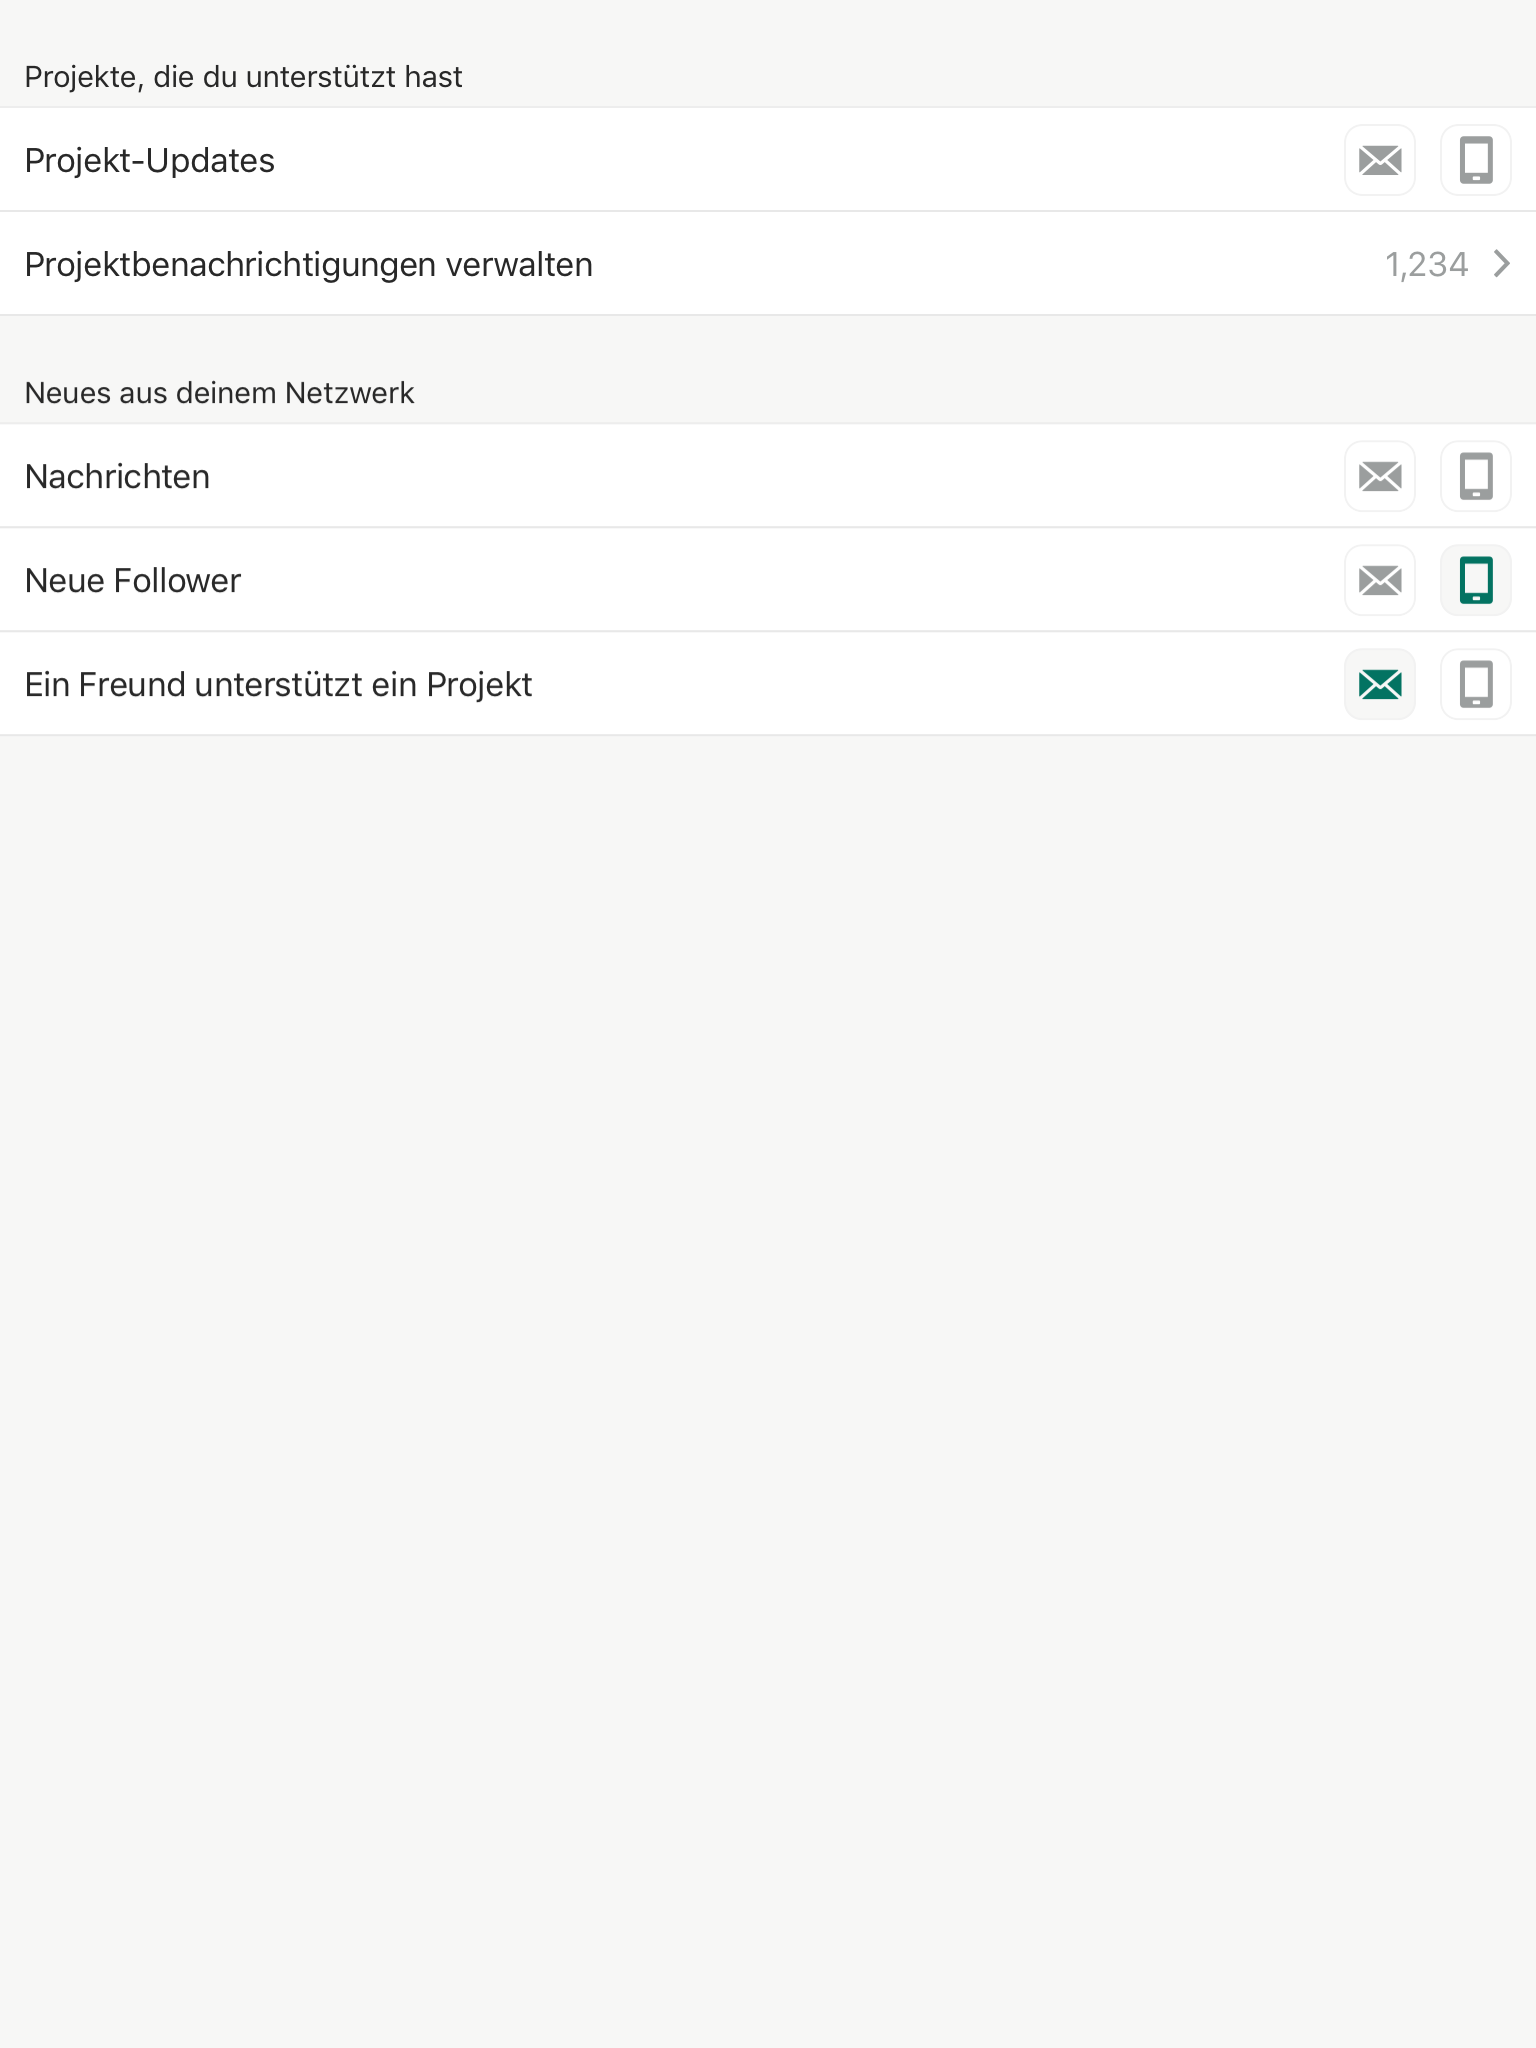 Projekte, die du unterstützt hast
Projekt-Updates
Projektbenachrichtigungen verwalten 1,234
Neues aus deinem Netzwerk
Nachrichten
Neue Follower
Ein Freund unterstützt ein Projekt